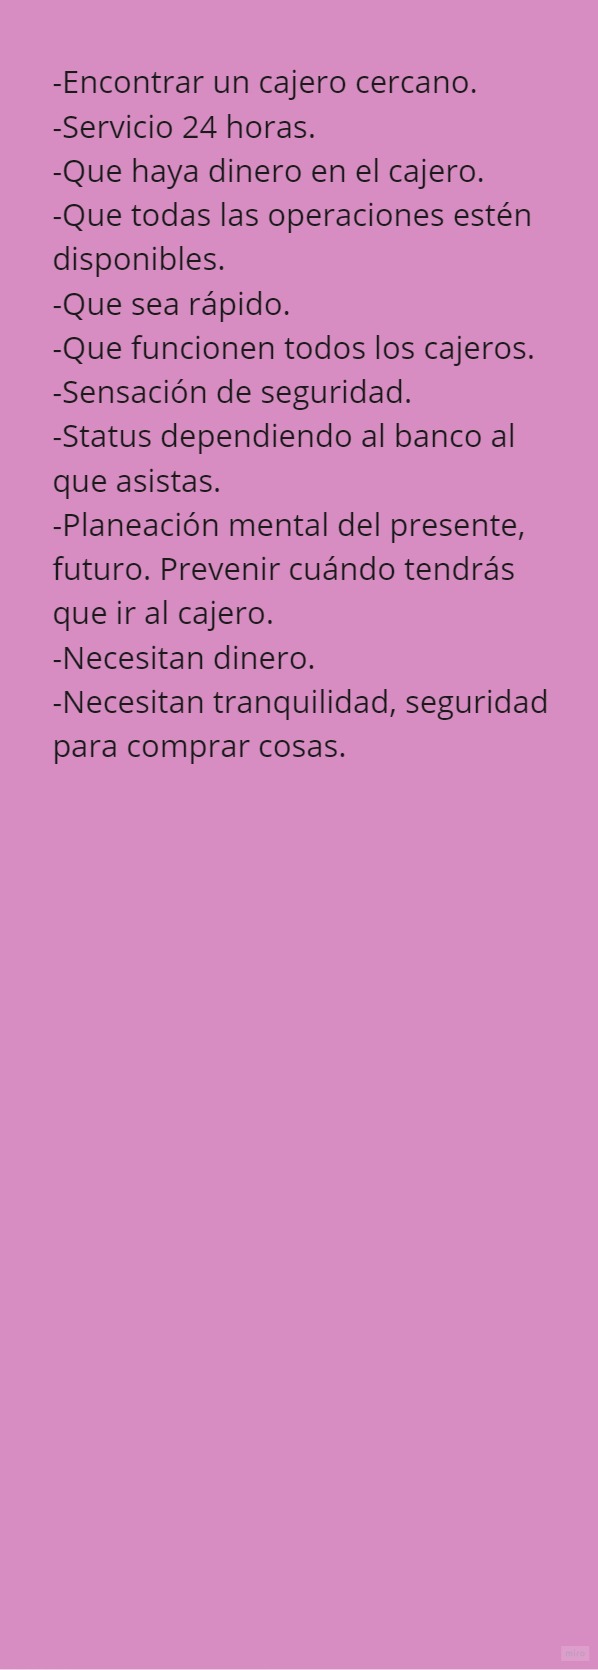 -Encontrar un cajero cercano.
-Servicio 24 horas.
-Que haya dinero en el cajero.
-Que todas las operaciones estén
disponibles.
-Que sea rápido.
-Que funcionen todos los cajeros.
-Sensación de seguridad.
-Status dependiendo al banco al
que asistas.
-Planeación mental del presente,
futuro. Prevenir cuándo tendrás
que ir al cajero.
-Necesitan dinero.
-Necesitan tranquilidad, seguridad
para comprar cosas.